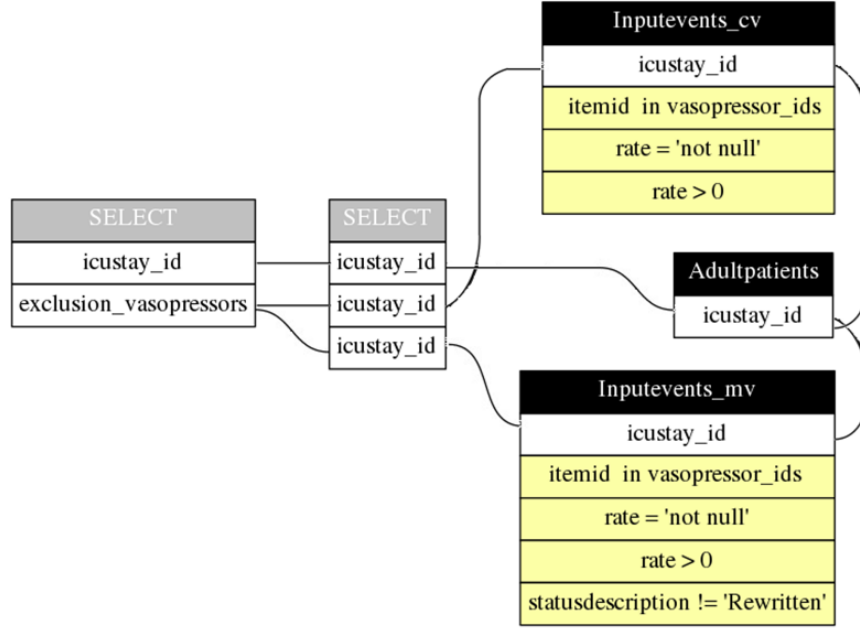 SELECT
icustay_id
exclusion_vasopressors
SELECT
icustay_id
icustay_id
icustay_id
Inputevents_cv
icustay_id
itemid in vasopressor_ids
rate = 'not null'
rate > 0
Adultpatients
icustay_id
Inputevents_mv
icustay_id
itemid in vasopressor_ids
rate = 'not null'
rate > 0
statusdescription != 'Rewritten'